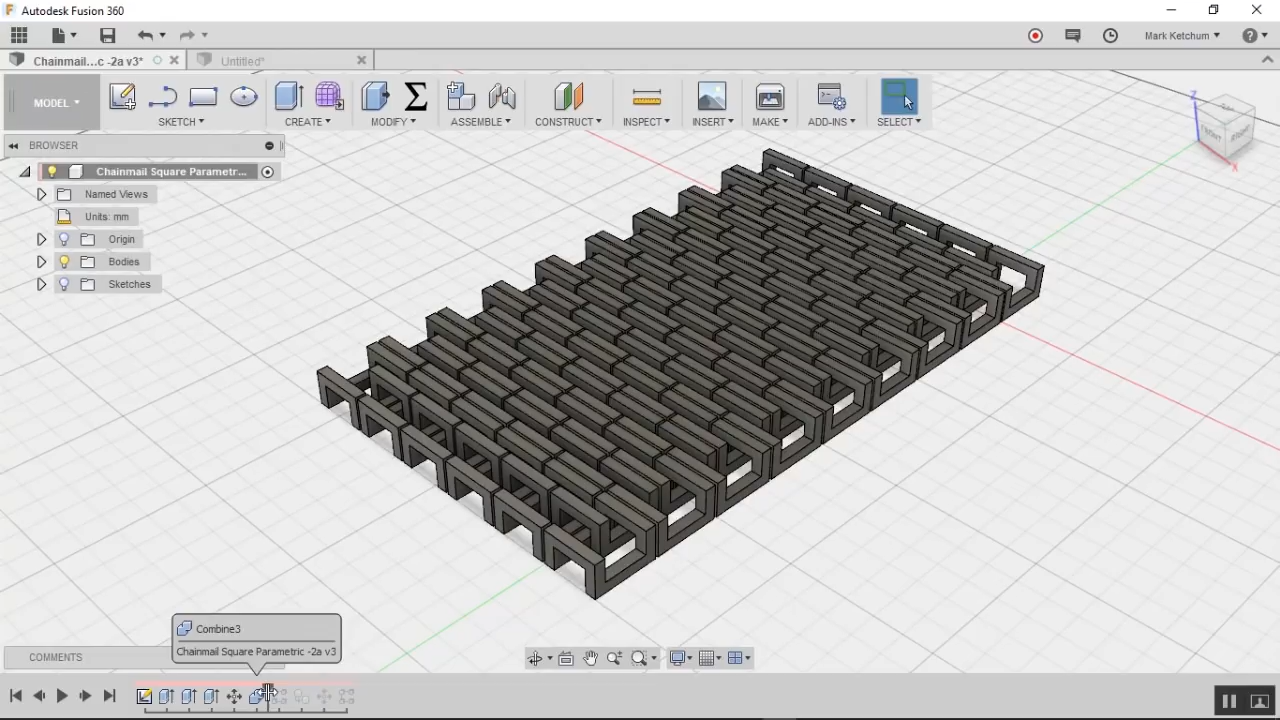 Autodesk Fusion 360
Mark Ketchum
Chainmail...c -2a v3*
Untitled*
MODEL
SKETCH
CREATE
MODIFY
ASSEMBLE
CONSTRUCT
INSPECT
INSERT
MAKE
ADD-INS
SELECT
BROWSER
Chainmail Square Parametr...
Named Views
Units: mm
Origin
Bodies
Sketches
Z
FRONT
RIGHT
X
Combine3
Chainmail Square Parametric -2a v3
COMMENTS